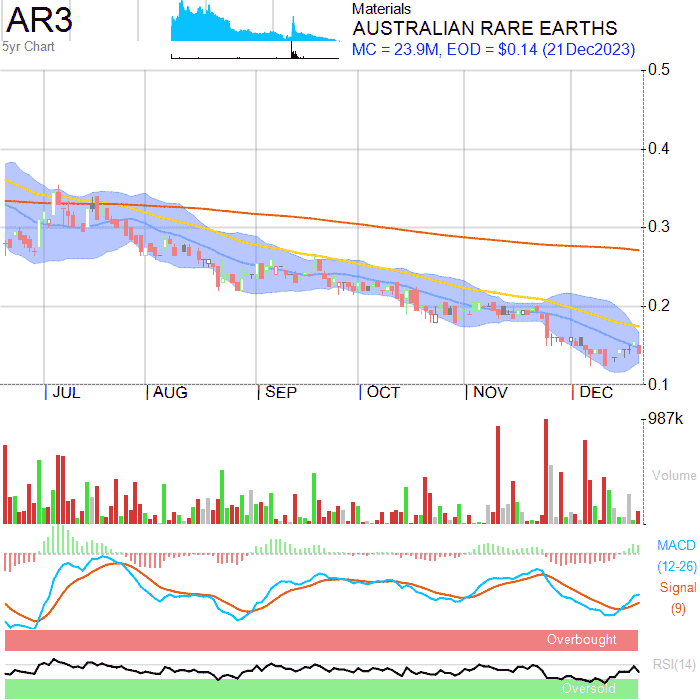 AR3
5yr Chart
Materials
AUSTRALIAN RARE EARTHS
MC = 23.9M, EOD = $0.14 (21Dec2023)
0.5
0.4
0.3
0.2
0.1
JUL AUG SEP OCT NOV DEC
987k
Volume
MACD
(12-26)
Signal
(9)
Overbought
RSI(14)
Oversold